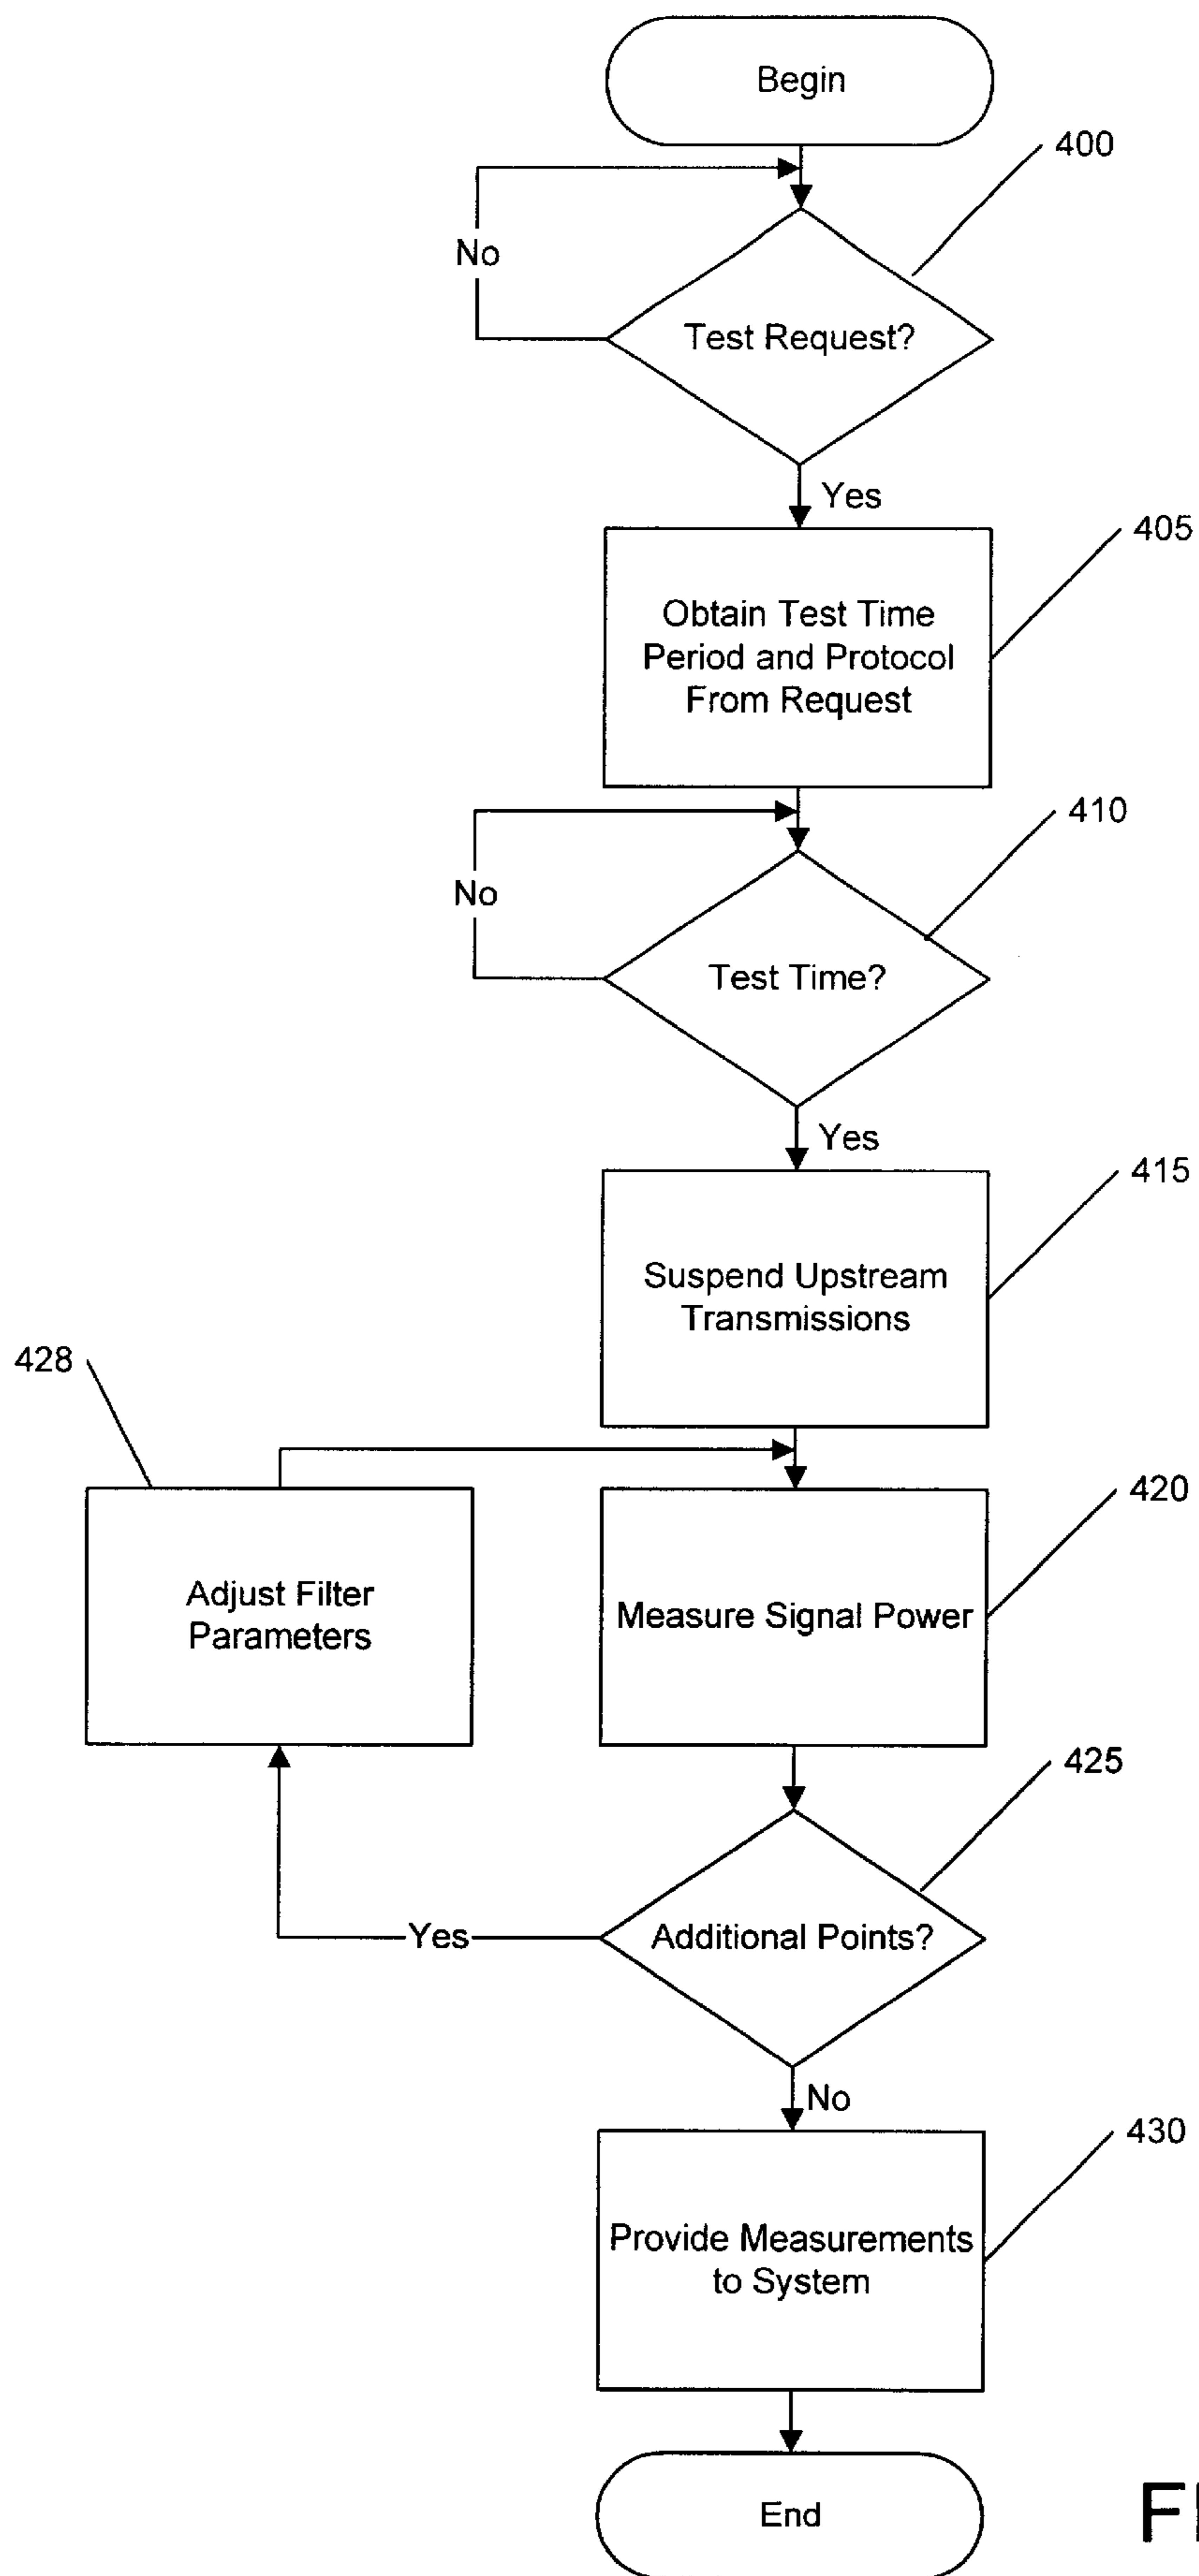 Begin
400
No
Test Request?
Yes
405
Obtain Test Time
Period and Protocol
From Request
410
No
Test Time?
Yes
415
Suspend Upstream
Transmissions
428
420
Adjust Filter
Parameters
Measure Signal Power
425
Yes
Additional Points?
No
430
Provide Measurements
to System
End